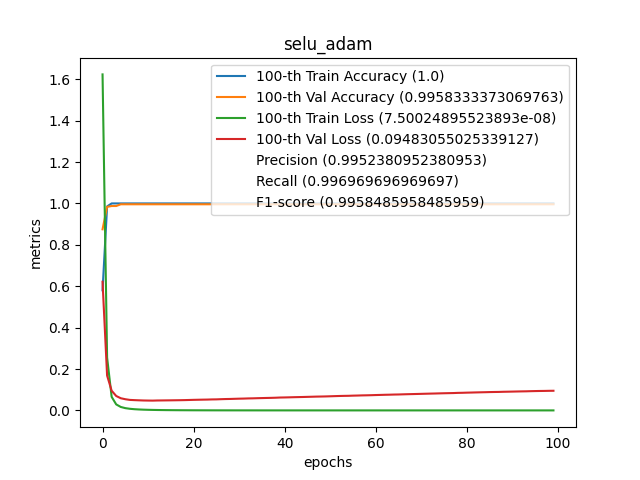 selu_adam
100-th Train Accuracy (1.0)
100-th Val Accuracy (0.9958333373069763)
100-th Train Loss (7.50024895523893e-08)
100-th Val Loss (0.09483055025339127)
Precision (0.9952380952380953)
Recall (0.996969696969697)
F1-score (0.9958485958485959)
metrics
1.6
1.4
1.2
1.0
0.8
0.6
0.4
0.2
0.0
0 20 40 60 80 100
epochs